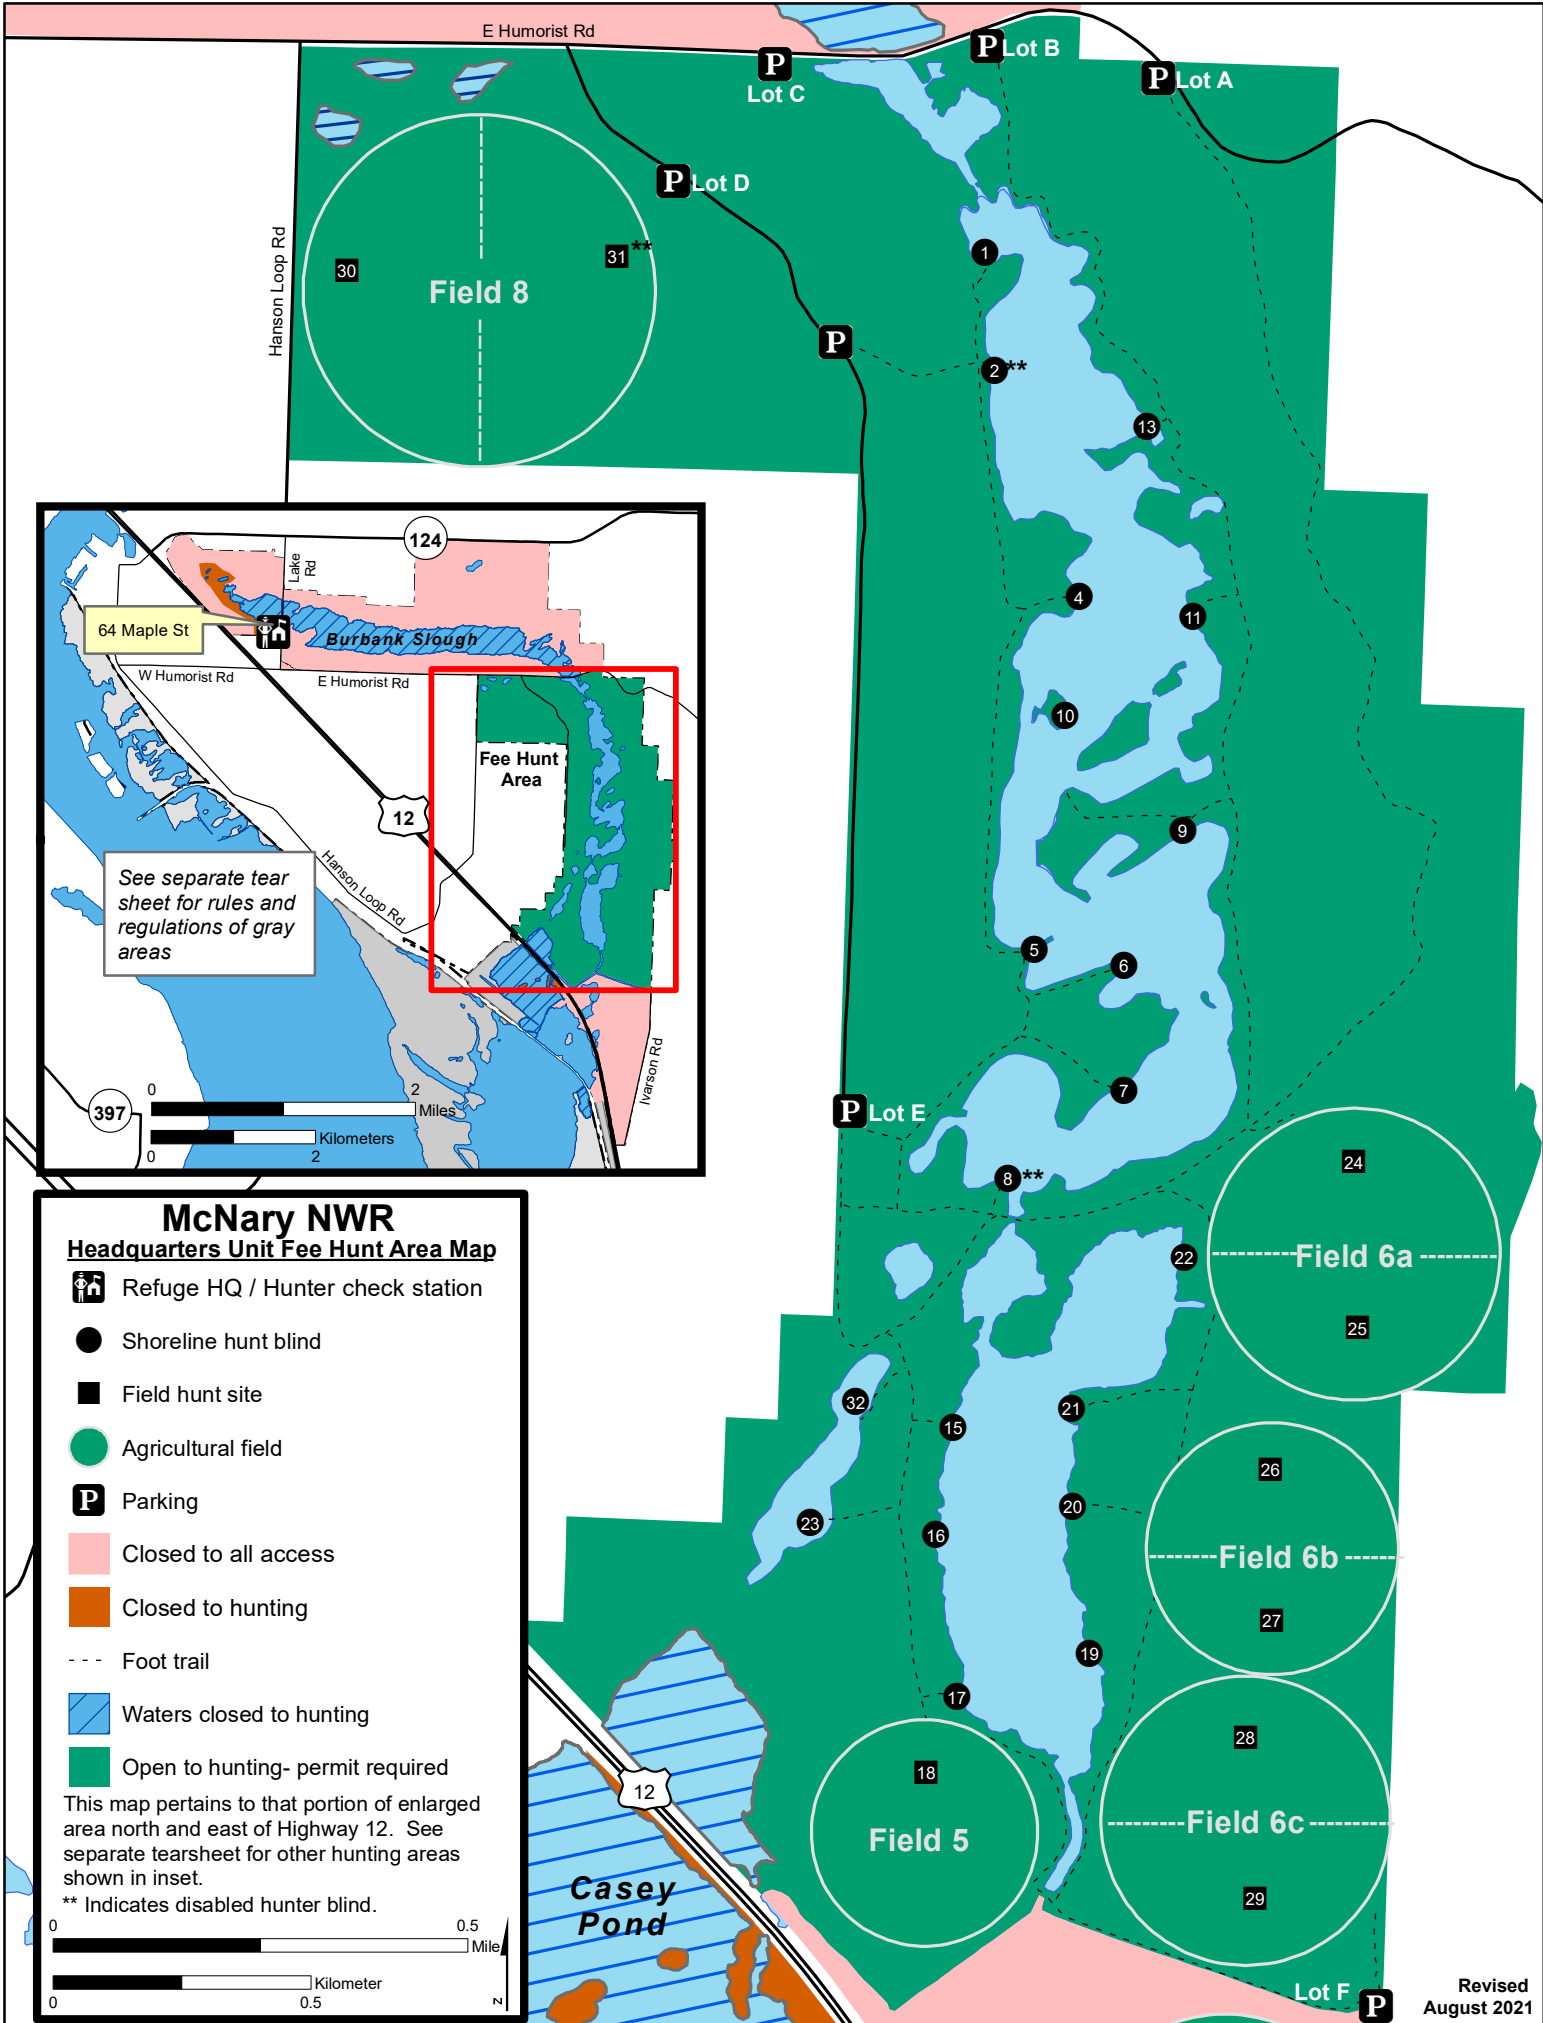 E Humorist Rd
P Lot B
P
Lot C
P Lot A
P Lot D
Hanson Loop Rd
30
31 **
Field 8
1
P
2 **
13
4
11
10
9
5
6
7
P Lot E
8 **
24
Field 6a
25
22
32
15
21
26
20
23
16
Field 6b
27
19
17
28
18
Field 5
Field 6c
29
12
Casey
Pond
Lot F
P
Revised
August 2021
124
Lake
Rd
64 Maple St
Burbank Slough
W Humorist Rd
E Humorist Rd
Fee Hunt
Area
12
Hanson Loop Rd
See separate tear
sheet for rules and
regulations of gray
areas
Ivarson Rd
397
0 2
Miles
Kilometers
0 2
McNary NWR
Headquarters Unit Fee Hunt Area Map
Refuge HQ / Hunter check station
Shoreline hunt blind
Field hunt site
Agricultural field
P Parking
Closed to all access
Closed to hunting
Foot trail
Waters closed to hunting
Open to hunting- permit required
This map pertains to that portion of enlarged
area north and east of Highway 12. See
separate tearsheet for other hunting areas
shown in inset.
** Indicates disabled hunter blind.
0 0.5
Mile
Kilometer
0 0.5
z